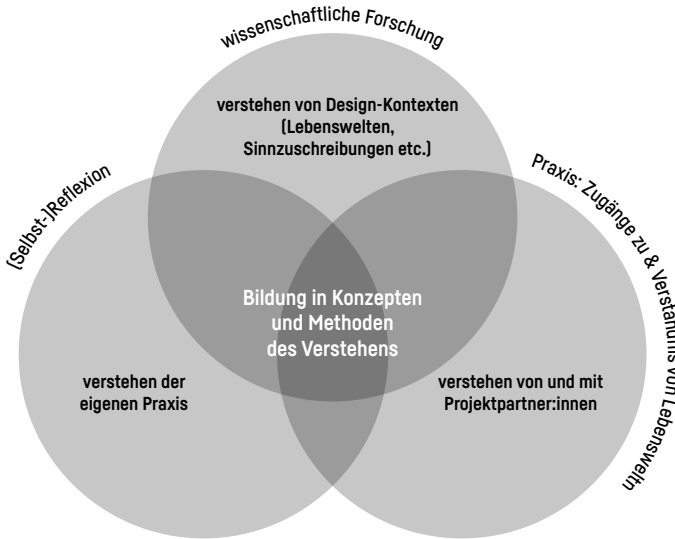 wissenschaftliche Forschung
verstehen von Design-Kontexten
(Lebenswelten,
Sinnzuschreibungen etc.)
(Selbst-)Reflexion
Praxis: Zugänge zu & Verständnis von Lebensweltn
Bildung in Konzepten
und Methoden
des Verstehens
verstehen der
eigenen Praxis
verstehen von und mit
Projektpartner:innen